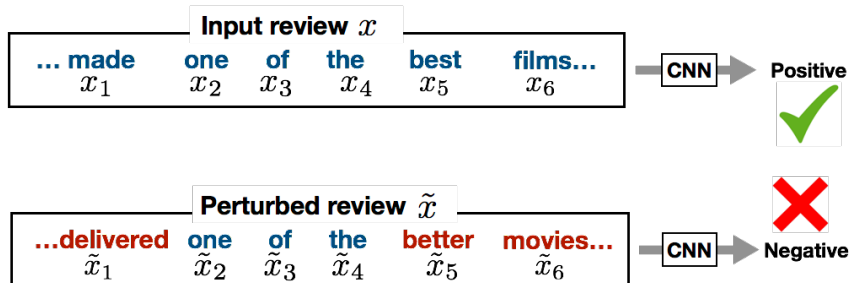 Input review x
... made one of the best films...
x₁ x₂ x₃ x₄ x₅ x₆
CNN
Positive
Perturbed review x̃
...delivered one of the better movies...
x̃₁ x̃₂ x̃₃ x̃₄ x̃₅ x̃₆
CNN
Negative